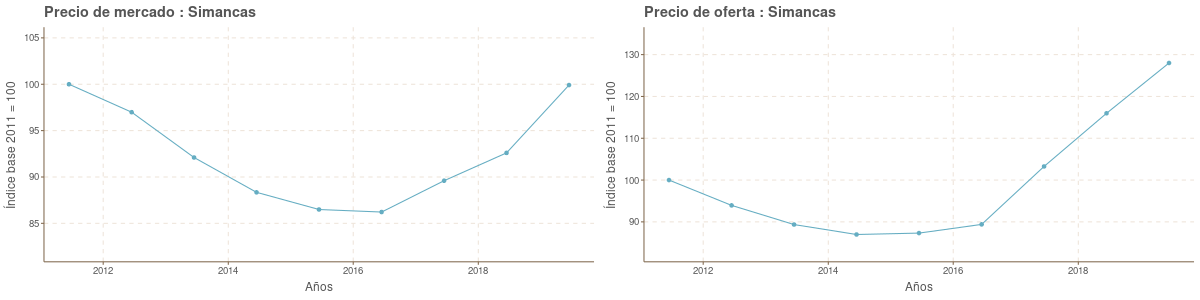 Precio de mercado : Simancas
105
100
95
90
85
Índice base 2011 = 100
2012 2014 2016 2018
Años
Precio de oferta : Simancas
130
120
110
100
90
Índice base 2011 = 100
2012 2014 2016 2018
Años